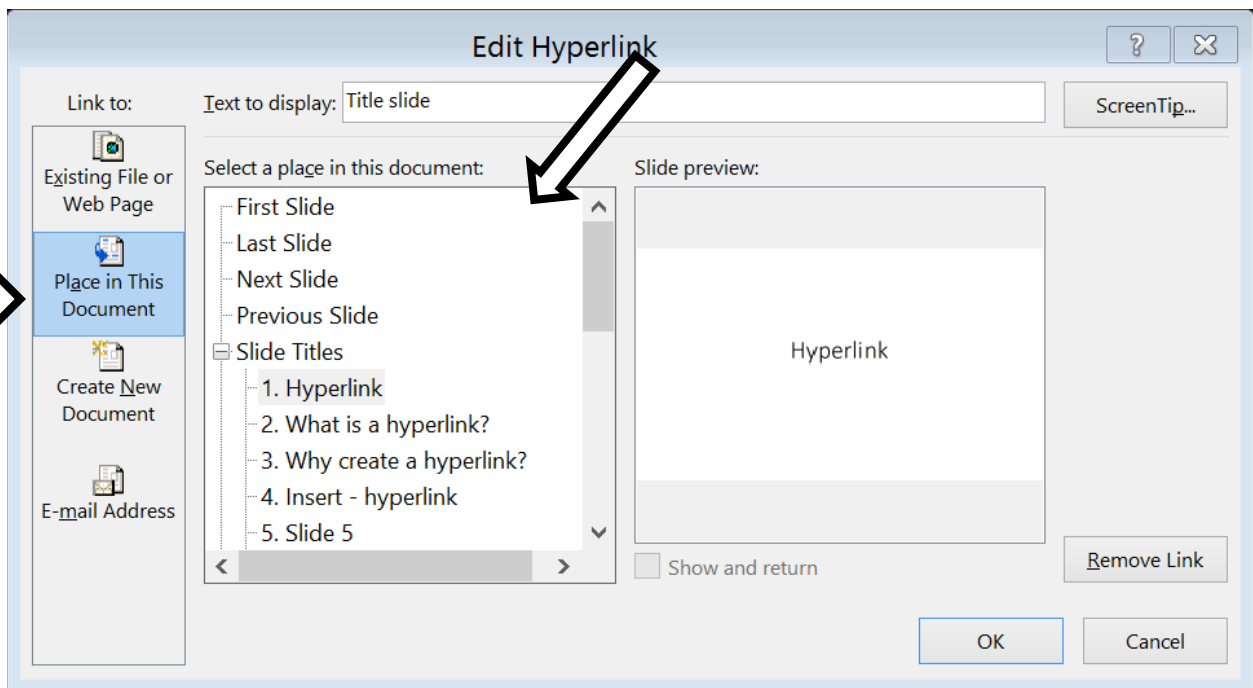 Edit Hyperlink
Link to:
Text to display: Title slide
ScreenTip...
Existing File or
Web Page
Place in This
Document
Create New
Document
E-mail Address
Select a place in this document:
First Slide
Last Slide
Next Slide
Previous Slide
Slide Titles
1. Hyperlink
2. What is a hyperlink?
3. Why create a hyperlink?
4. Insert - hyperlink
5. Slide 5
Slide preview:
Hyperlink
Show and return
Remove Link
OK
Cancel